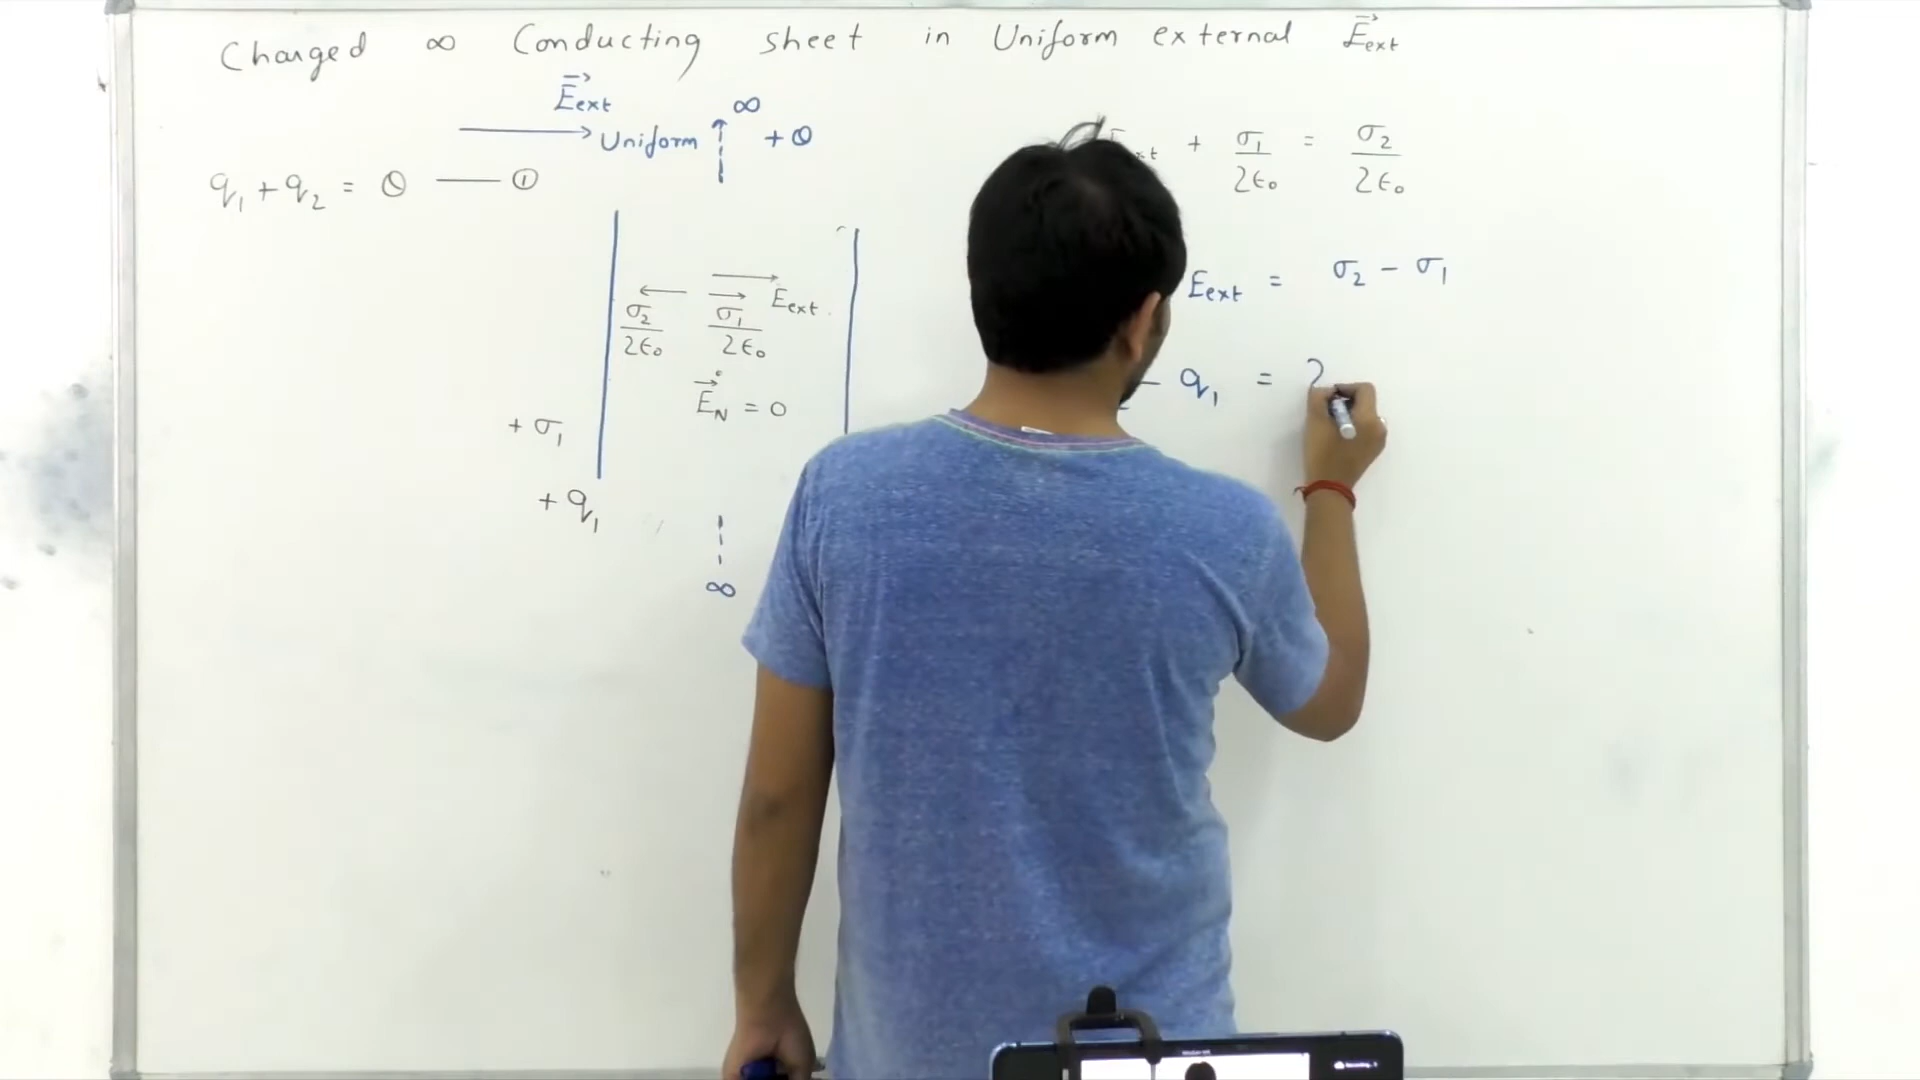 Charged ∞ Conducting sheet in Uniform external E⃗ext
E⃗ext
Uniform
∞
+Q
q₁ + q₂ = Q —— ①
+ σ₁/2ϵ₀ = σ₂/2ϵ₀
Eext = σ₂ - σ₁
σ₂/2ϵ₀ σ₁/2ϵ₀ Eext
E⃗N = 0
- q₁ = 2
+ σ₁
+ q₁
∞